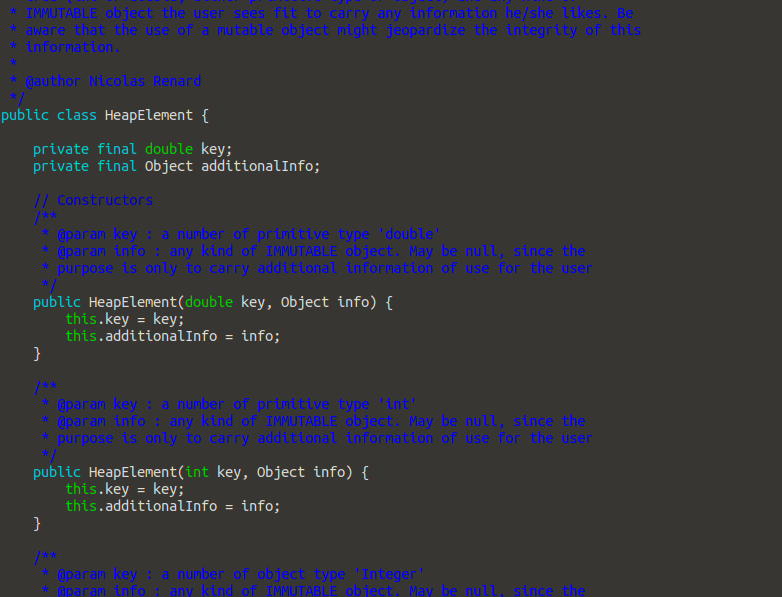 * IMMUTABLE object the user sees fit to carry any information he/she likes. Be
* aware that the use of a mutable object might jeopardize the integrity of this
* information.
*
* @author Nicolas Renard
*/
public class HeapElement {
private final double key;
private final Object additionalInfo;
// Constructors
/**
* @param key : a number of primitive type 'double'
* @param info : any kind of IMMUTABLE object. May be null, since the
* purpose is only to carry additional information of use for the user
*/
public HeapElement(double key, Object info) {
this.key = key;
this.additionalInfo = info;
}
/**
* @param key : a number of primitive type 'int'
* @param info : any kind of IMMUTABLE object. May be null, since the
* purpose is only to carry additional information of use for the user
*/
public HeapElement(int key, Object info) {
this.key = key;
this.additionalInfo = info;
}
/**
* @param key : a number of object type 'Integer'
* @param info : any kind of IMMUTABLE object. May be null, since the